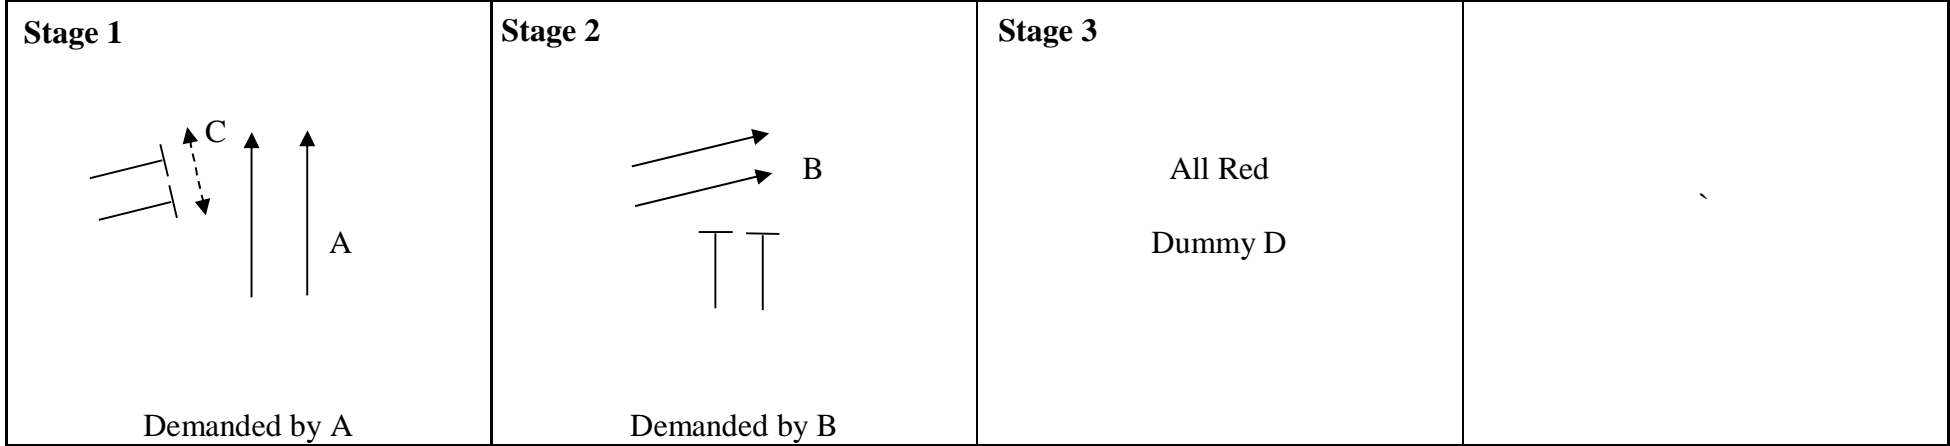 Stage 1
C
A
Demanded by A
Stage 2
B
Demanded by B
Stage 3
All Red
Dummy D
`